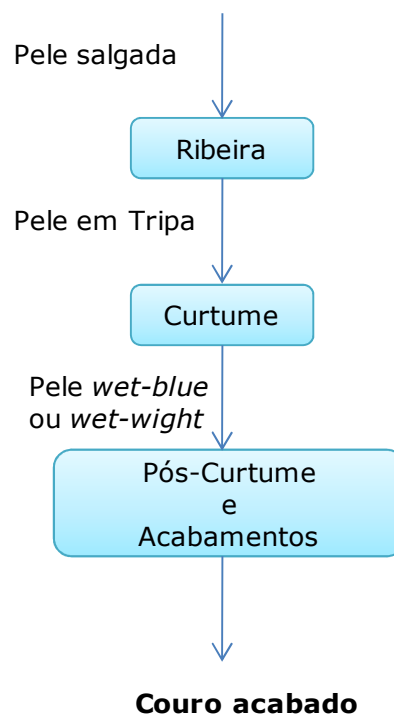 Pele salgada
Ribeira
Pele em Tripa
Curtume
Pele wet-blue
ou wet-wight
Pós-Curtume
e
Acabamentos
Couro acabado